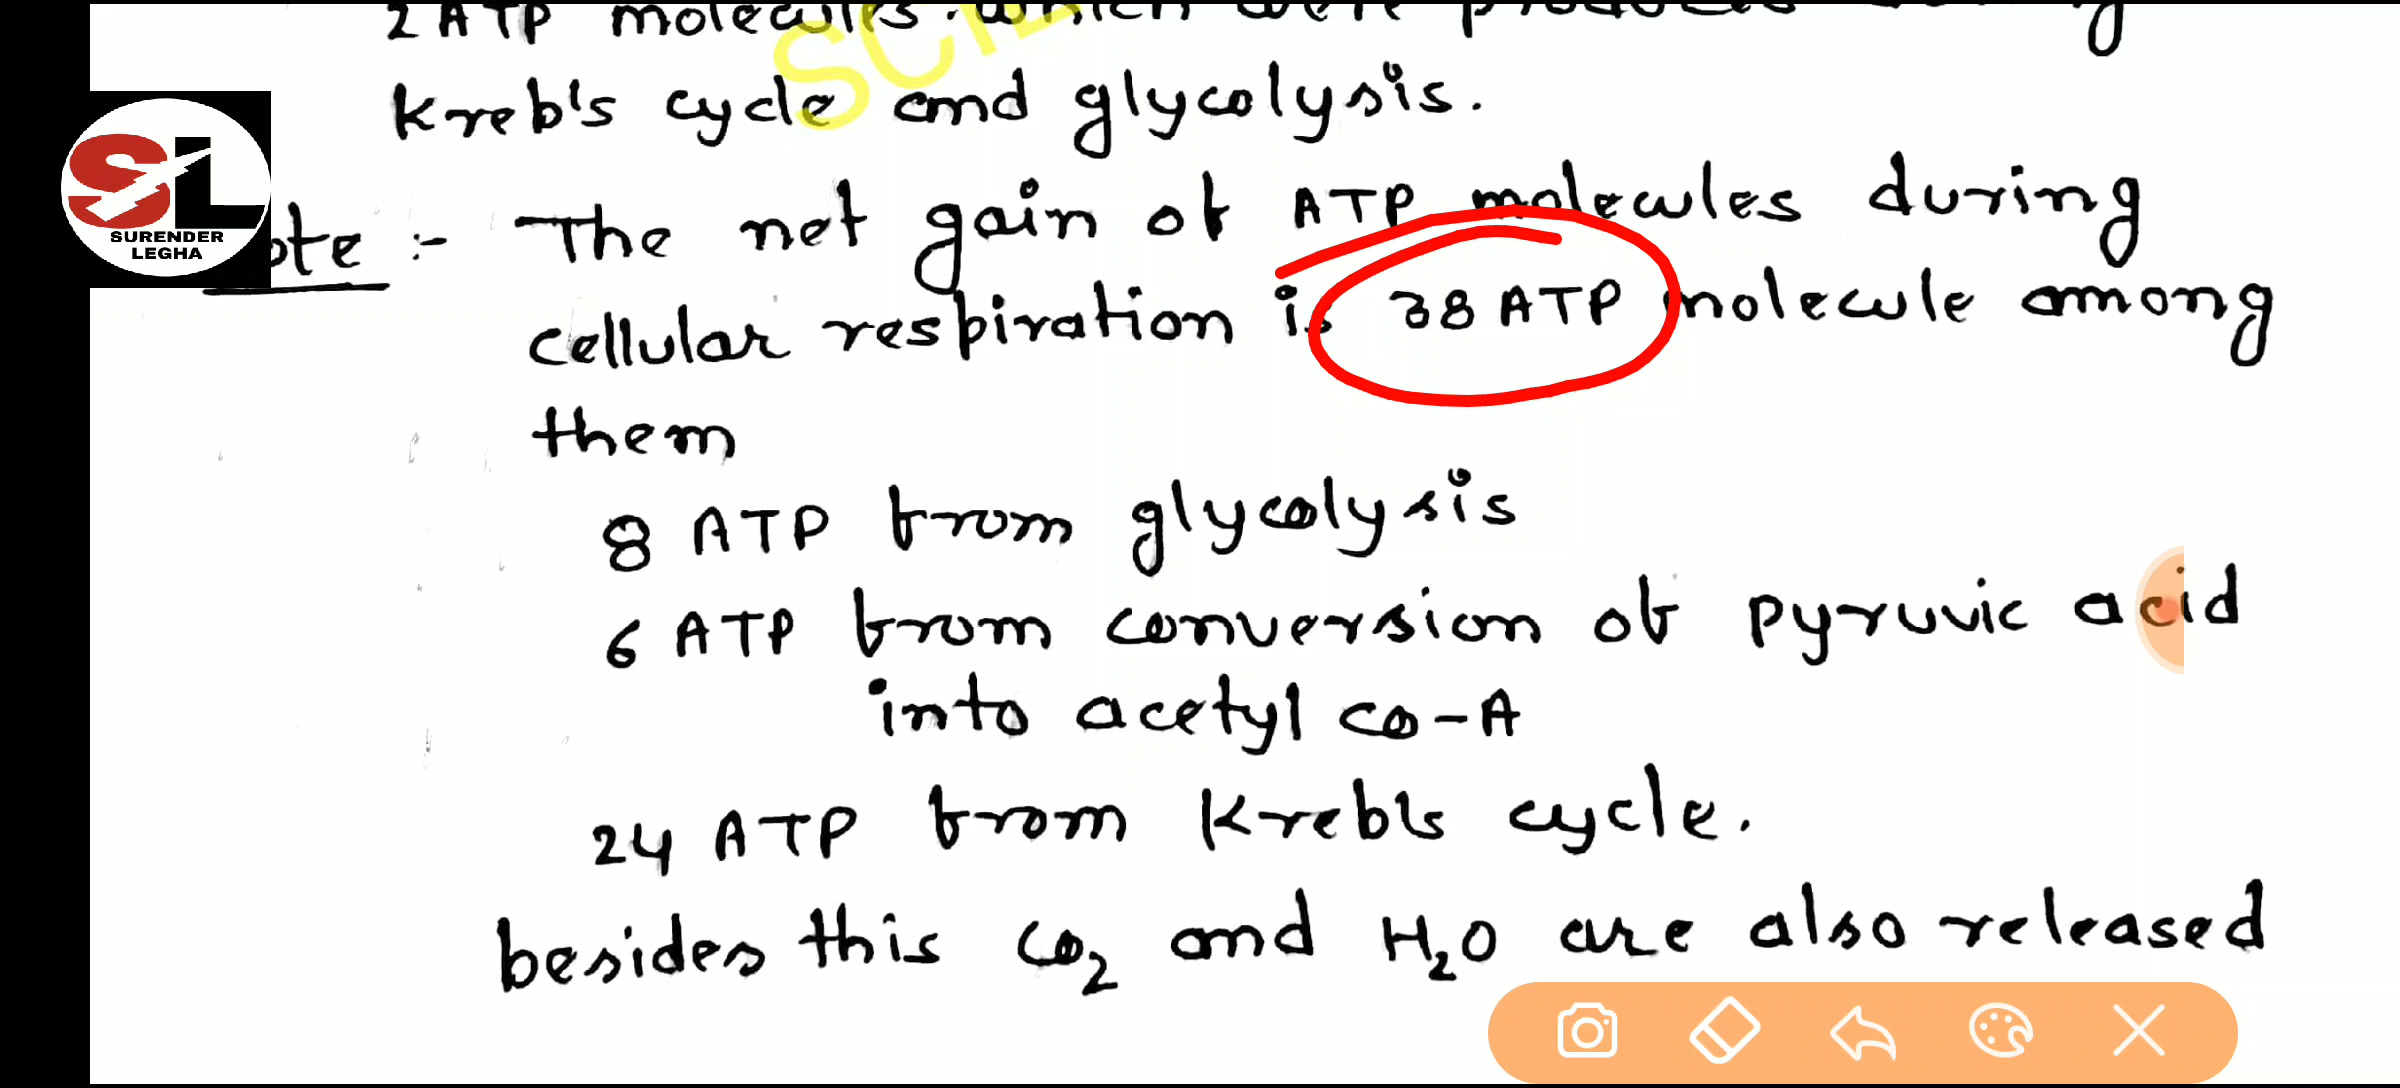 2 ATP molecules. which were produced
Kreb's cycle and glycolysis.
SL
SURENDER
LEGHA
ote :- The net gain of ATP molecules during
cellular respiration is 38 ATP molecule among
them
8 ATP from glycolysis
6 ATP from conversion of pyruvic acid
into acetyl co-A
24 ATP from Kreb's cycle.
besides this CO2 and H2O are also released